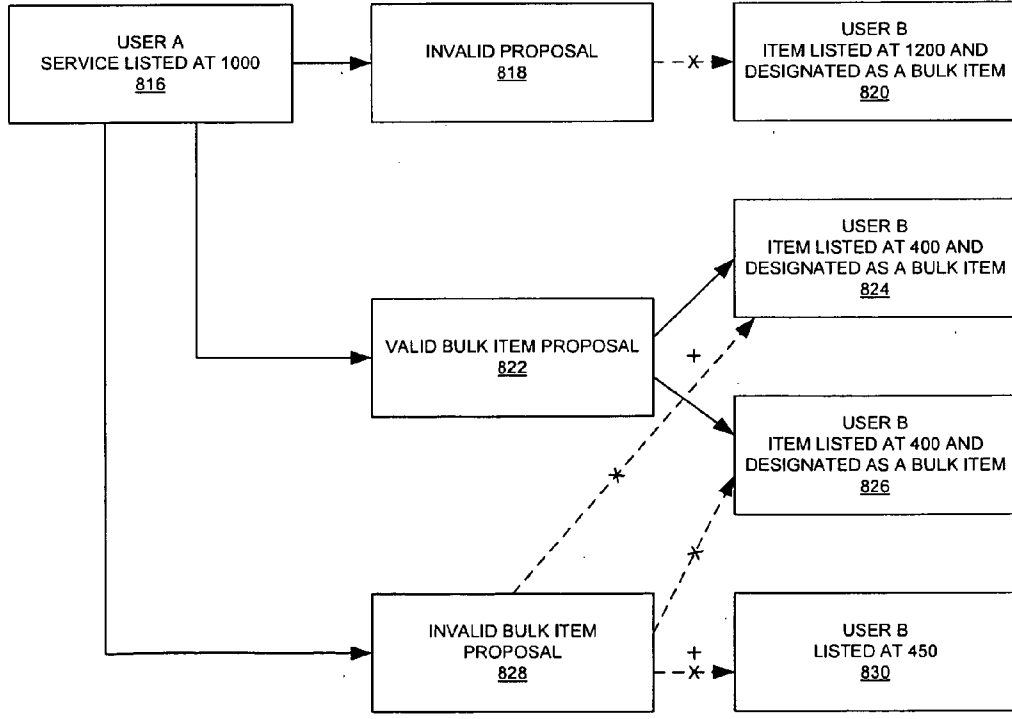 USER A
SERVICE LISTED AT 1000
816
INVALID PROPOSAL
818
X
USER B
ITEM LISTED AT 1200 AND
DESIGNATED AS A BULK ITEM
820
USER B
ITEM LISTED AT 400 AND
DESIGNATED AS A BULK ITEM
824
VALID BULK ITEM PROPOSAL
822
+
X
USER B
ITEM LISTED AT 400 AND
DESIGNATED AS A BULK ITEM
826
X
INVALID BULK ITEM
PROPOSAL
828
+
X
USER B
LISTED AT 450
830